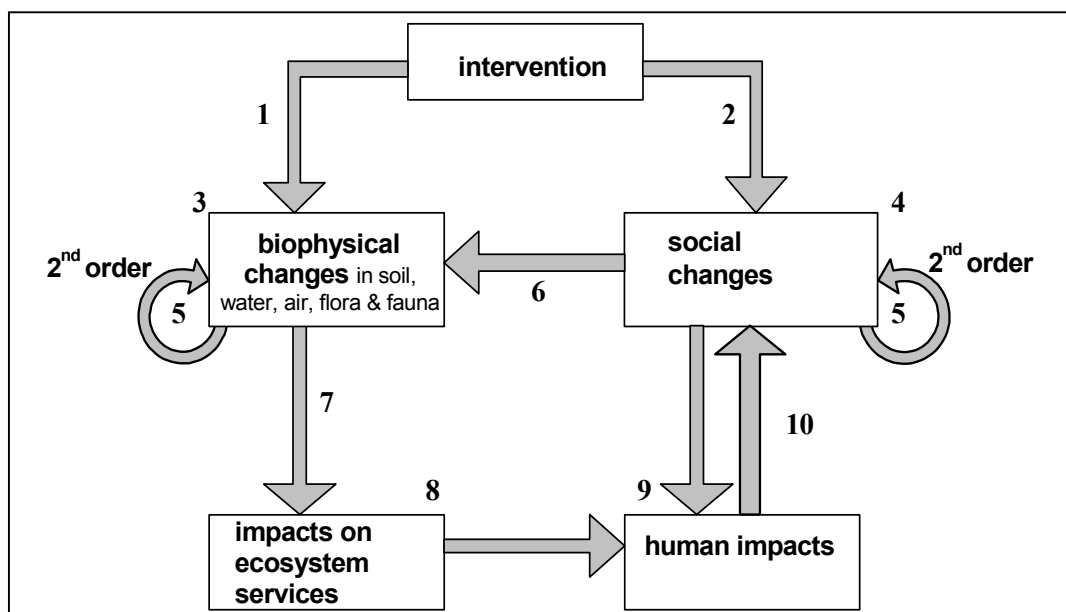 intervention
1
2
3
4
biophysical
changes in soil,
water, air, flora & fauna
social
changes
2nd order
2nd order
5
5
6
7
10
8
9
impacts on
ecosystem
services
human impacts